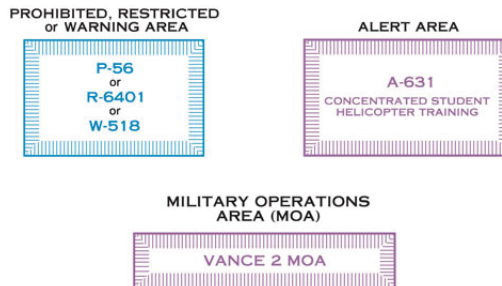 PROHIBITED, RESTRICTED
or WARNING AREA
P-56
or
R-6401
or
W-518
ALERT AREA
A-631
CONCENTRATED STUDENT
HELICOPTER TRAINING
MILITARY OPERATIONS
AREA (MOA)
VANCE 2 MOA